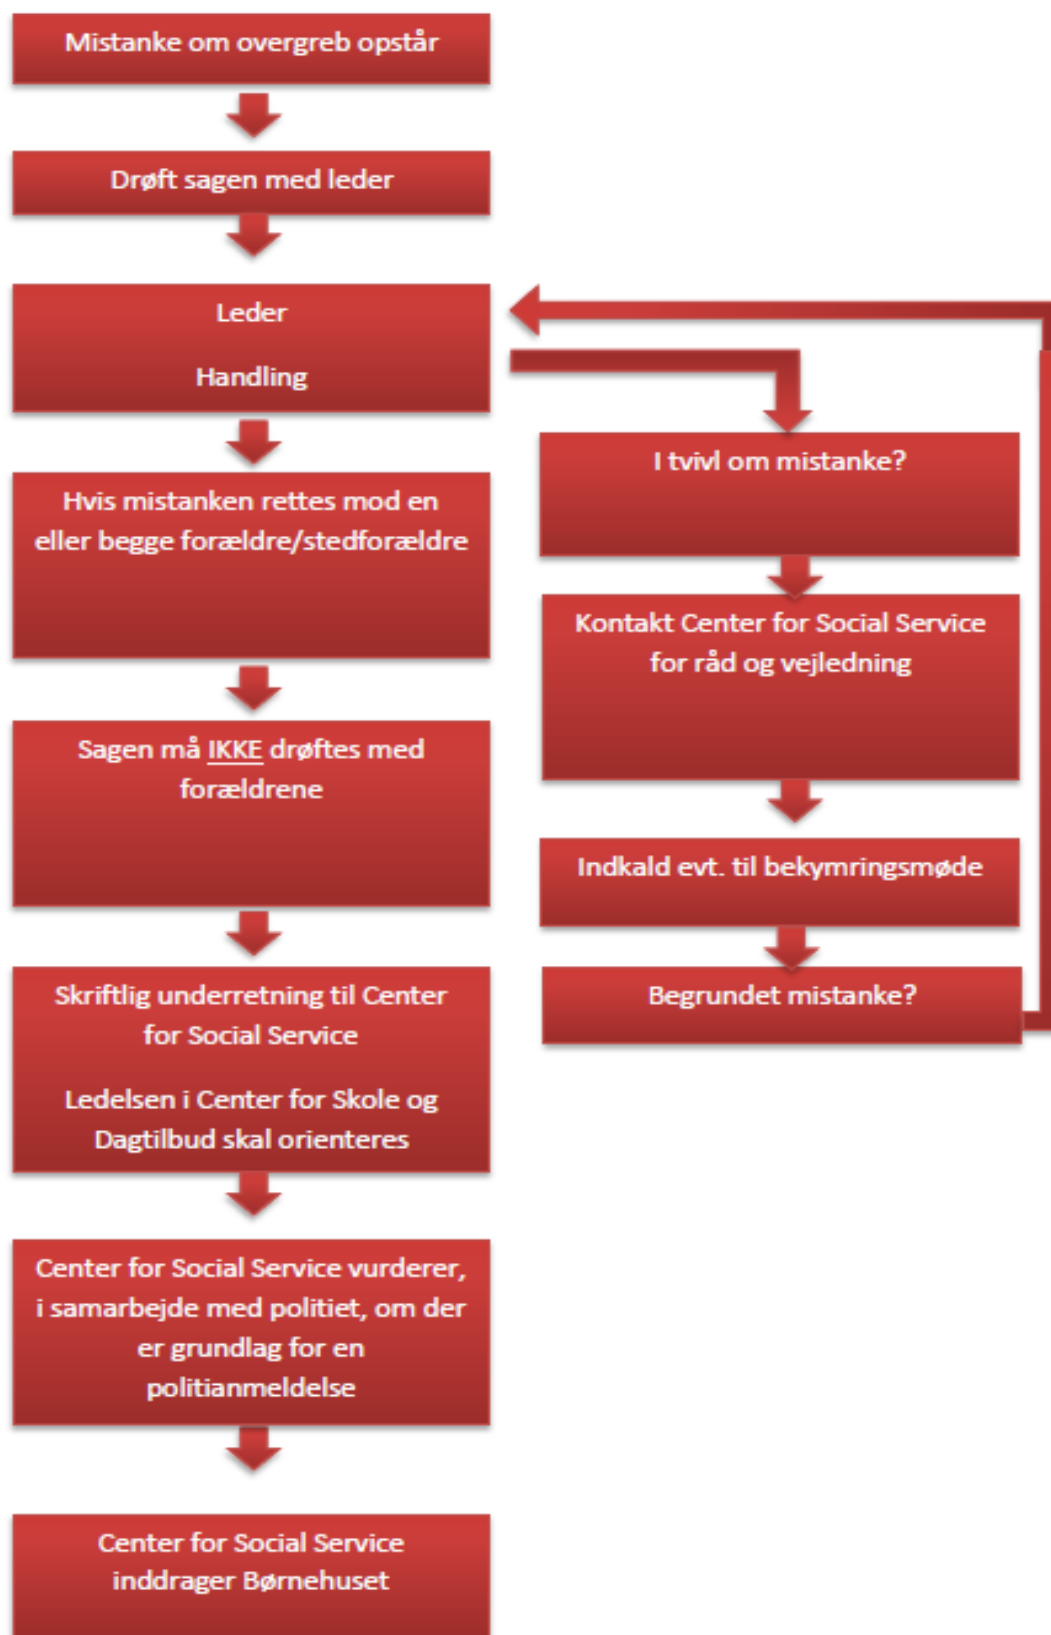 Mistanke om overgreb opstår
Drøft sagen med leder
Leder
Handling
Hvis mistanken rettes mod en
eller begge forældre/stedforældre
Sagen må IKKE drøftes med
forældrene
Skriftlig underretning til Center
for Social Service
Ledelsen i Center for Skole og
Dagtilbud skal orienteres
Center for Social Service vurderer,
i samarbejde med politiet, om der
er grundlag for en
politianmeldelse
Center for Social Service
inddrager Børnehuset
I tvivl om mistanke?
Kontakt Center for Social Service
for råd og vejledning
Indkald evt. til bekymringsmøde
Begrundet mistanke?